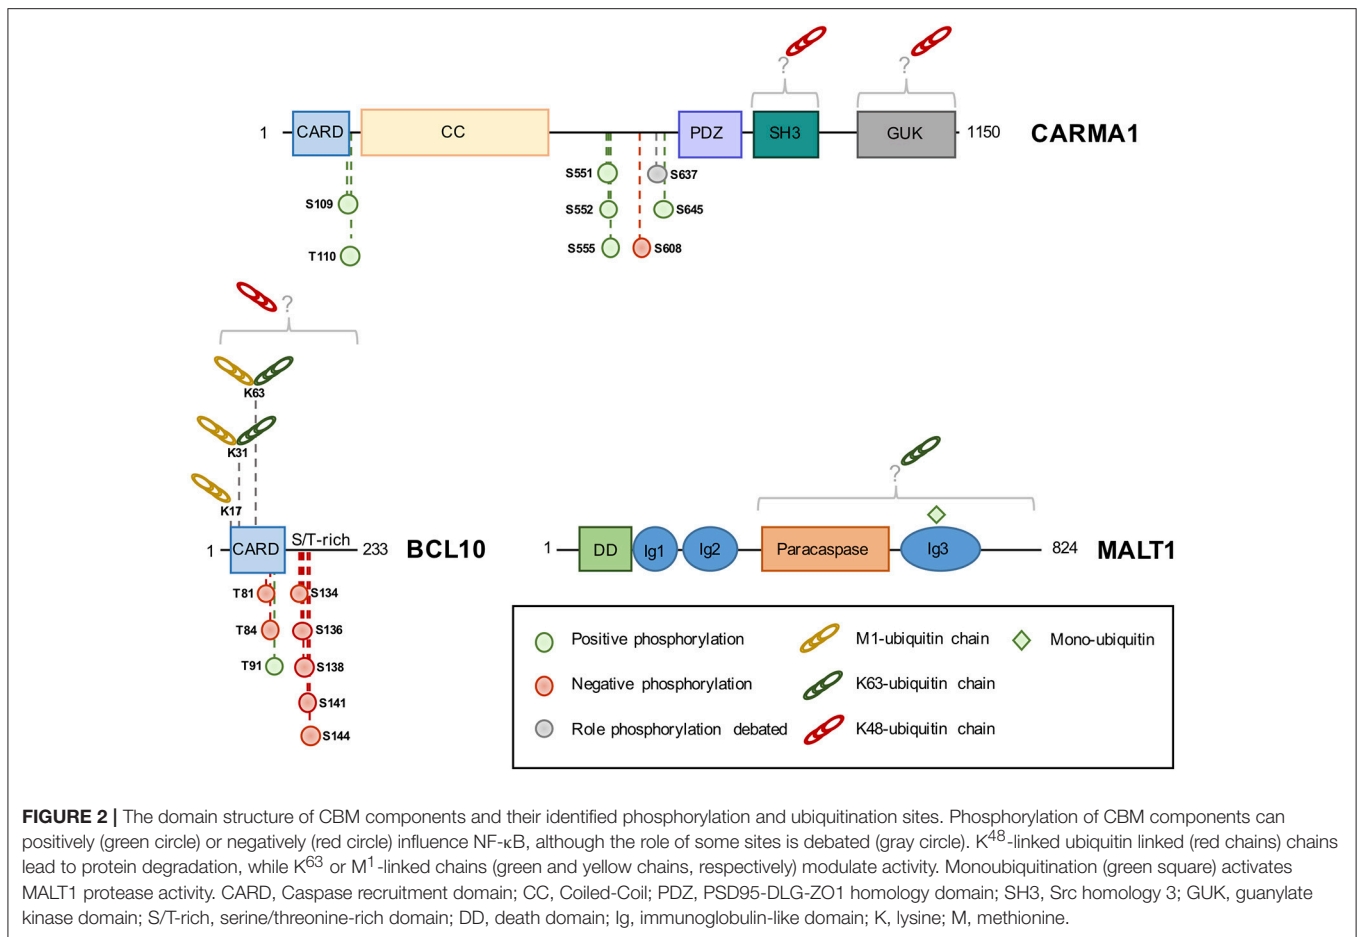 ?
?
1
CARD
CC
PDZ
SH3
GUK
1150
CARMA1
S109
T110
S551
S552
S555
S637
S645
S608
?
K63
K31
K17
1
CARD
S/T-rich
233
BCL10
T81
T84
T91
S134
S136
S138
S141
S144
?
1
DD
Ig1
Ig2
Paracaspase
Ig3
824
MALT1
Positive phosphorylation
Negative phosphorylation
Role phosphorylation debated
M1-ubiquitin chain
K63-ubiquitin chain
K48-ubiquitin chain
Mono-ubiquitin
FIGURE 2 | The domain structure of CBM components and their identified phosphorylation and ubiquitination sites. Phosphorylation of CBM components can
positively (green circle) or negatively (red circle) influence NF-κB, although the role of some sites is debated (gray circle). K48-linked ubiquitin linked (red chains) chains
lead to protein degradation, while K63 or M1-linked chains (green and yellow chains, respectively) modulate activity. Monoubiquitination (green square) activates
MALT1 protease activity. CARD, Caspase recruitment domain; CC, Coiled-Coil; PDZ, PSD95-DLG-ZO1 homology domain; SH3, Src homology 3; GUK, guanylate
kinase domain; S/T-rich, serine/threonine-rich domain; DD, death domain; Ig, immunoglobulin-like domain; K, lysine; M, methionine.